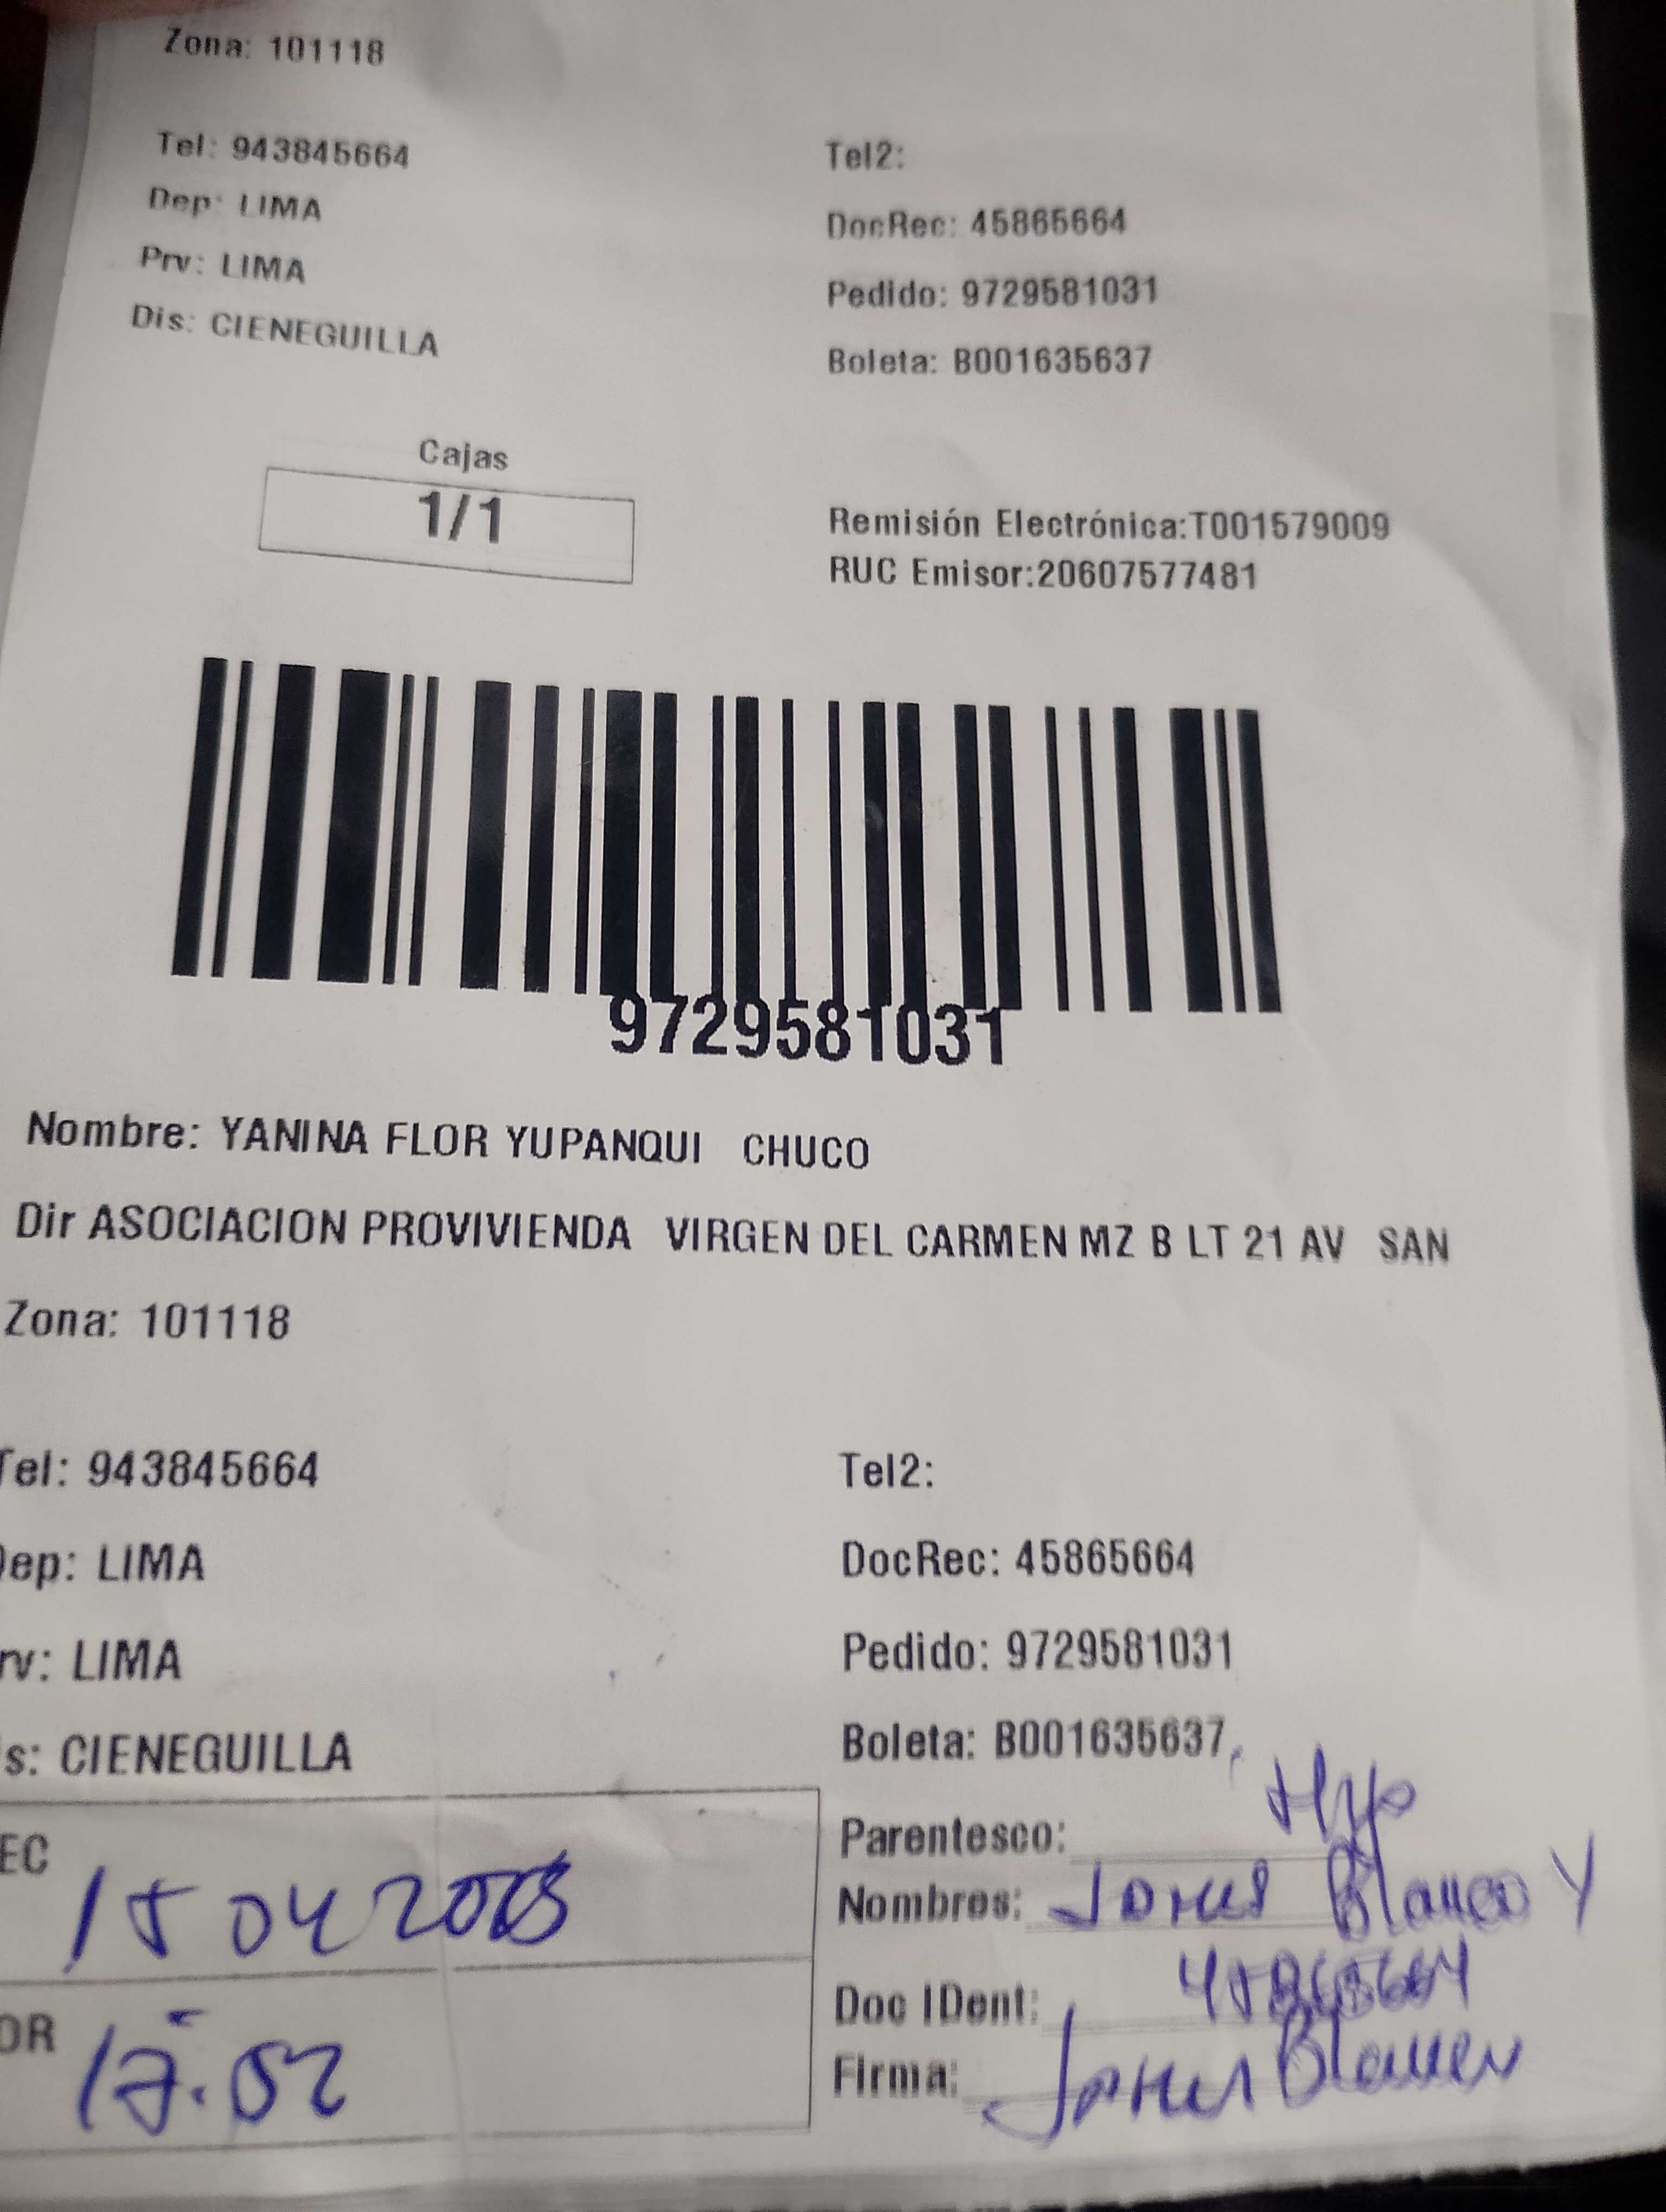 Zona: 101118
Tel: 943845664
Tel2:
Dep: LIMA
DocRec: 45865664
Prv: LIMA
Pedido: 9729581031
Dis: CIENEGUILLA
Boleta: B001635637
Cajas
1/1
Remisión Electrónica:T001579009
RUC Emisor:20607577481
9729581031
Nombre: YANINA FLOR YUPANQUI CHUCO
Dir ASOCIACION PROVIVIENDA VIRGEN DEL CARMEN MZ B LT 21 AV SAN
Zona: 101118
Tel: 943845664
Tel2:
Dep: LIMA
DocRec: 45865664
rv: LIMA
Pedido: 9729581031
s: CIENEGUILLA
Boleta: B001635637
EC
15 04
Parentesco: Hijo
Nombres: Blanco Y
OR
17:52
Doc IDent:
Firma: